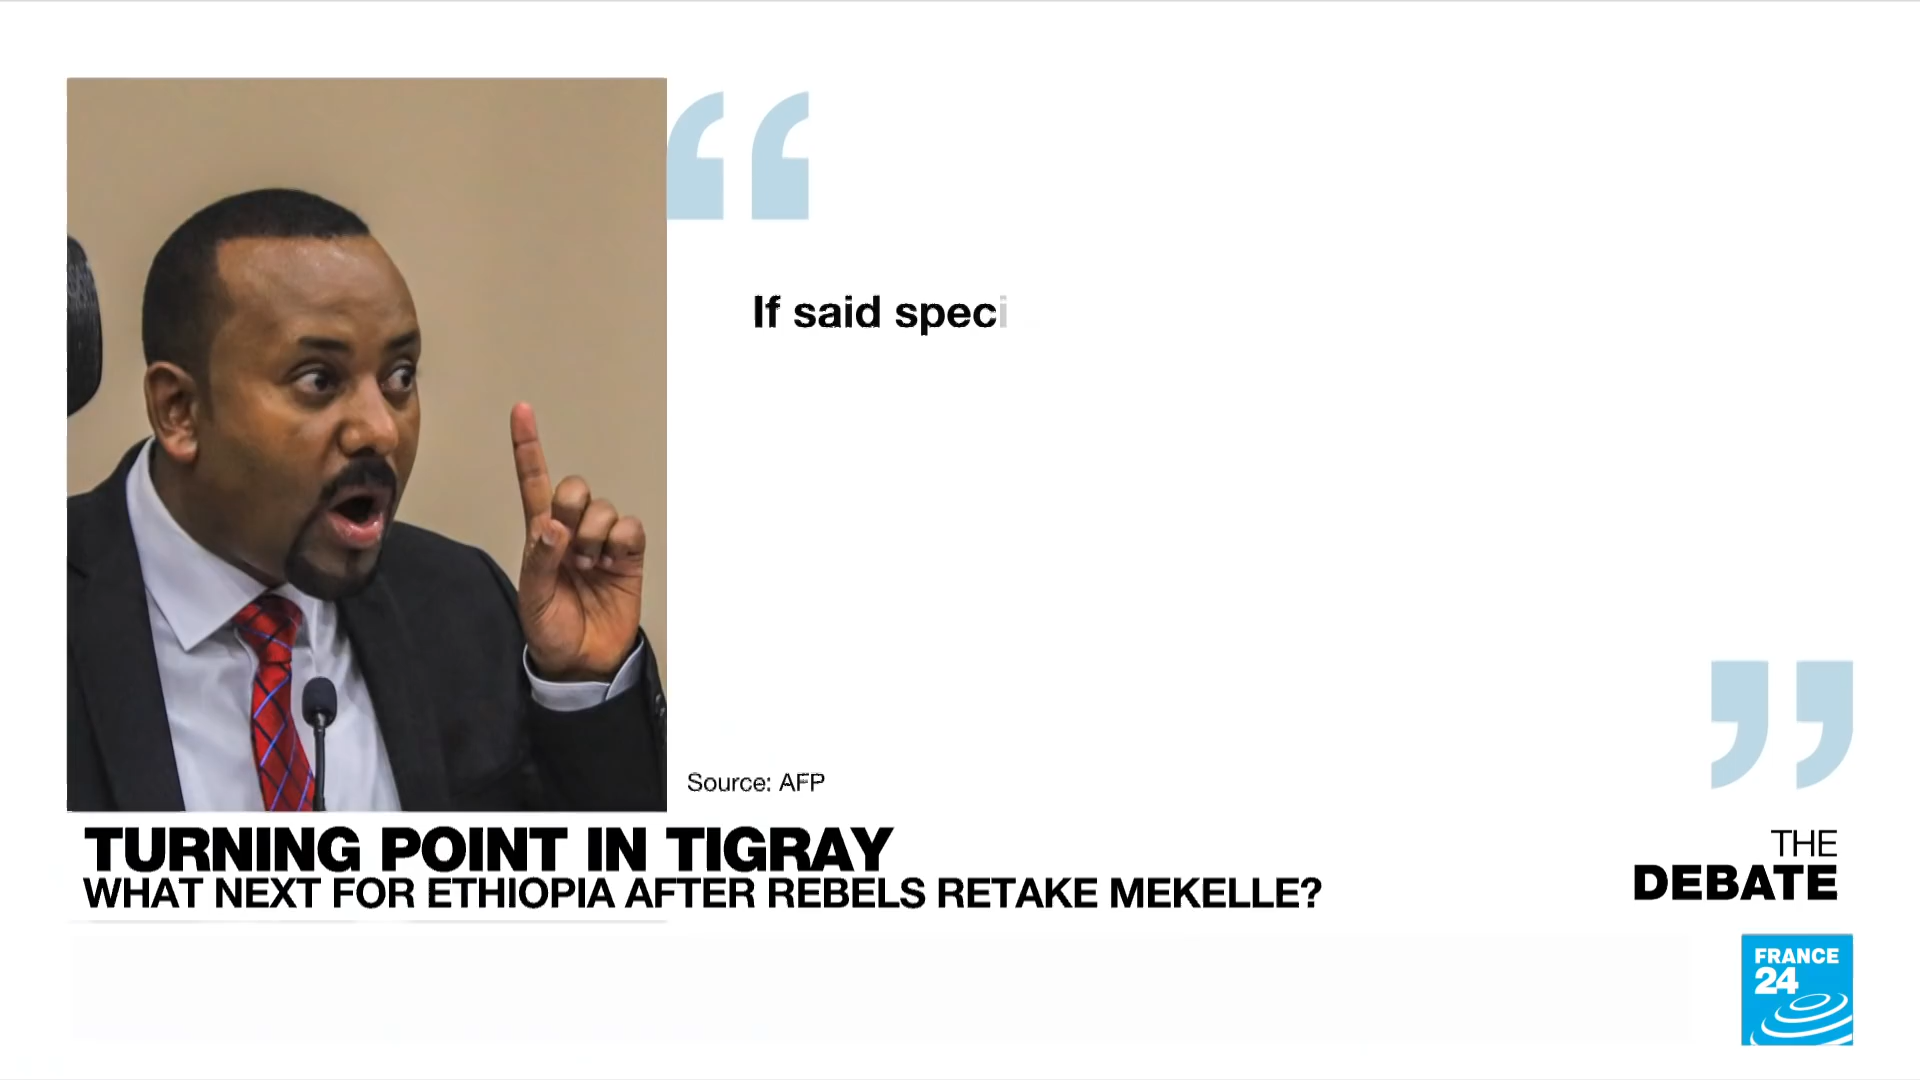 “
If said speci
”
Source: AFP
TURNING POINT IN TIGRAY
WHAT NEXT FOR ETHIOPIA AFTER REBELS RETAKE MEKELLE?
THE
DEBATE
FRANCE
24